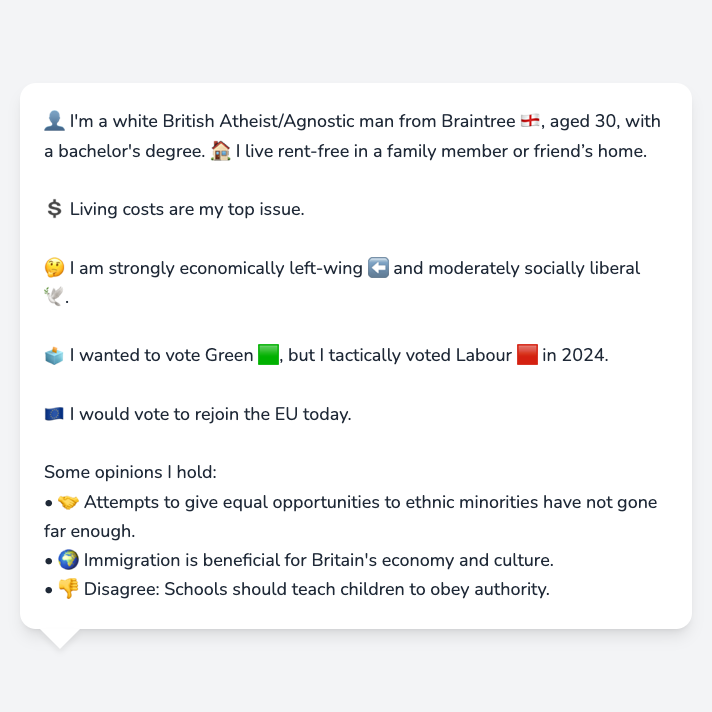 👤 I'm a white British Atheist/Agnostic man from Braintree 🏴󠁧󠁢󠁥󠁮󠁧󠁿, aged 30, with
a bachelor's degree. 🏠 I live rent-free in a family member or friend’s home.
💲 Living costs are my top issue.
🤔 I am strongly economically left-wing ⬅️ and moderately socially liberal
🕊️.
🗳️ I wanted to vote Green 🟩, but I tactically voted Labour 🟥 in 2024.
🇪🇺 I would vote to rejoin the EU today.
Some opinions I hold:
• 🤝 Attempts to give equal opportunities to ethnic minorities have not gone
far enough.
• 🌍 Immigration is beneficial for Britain's economy and culture.
• 👎 Disagree: Schools should teach children to obey authority.